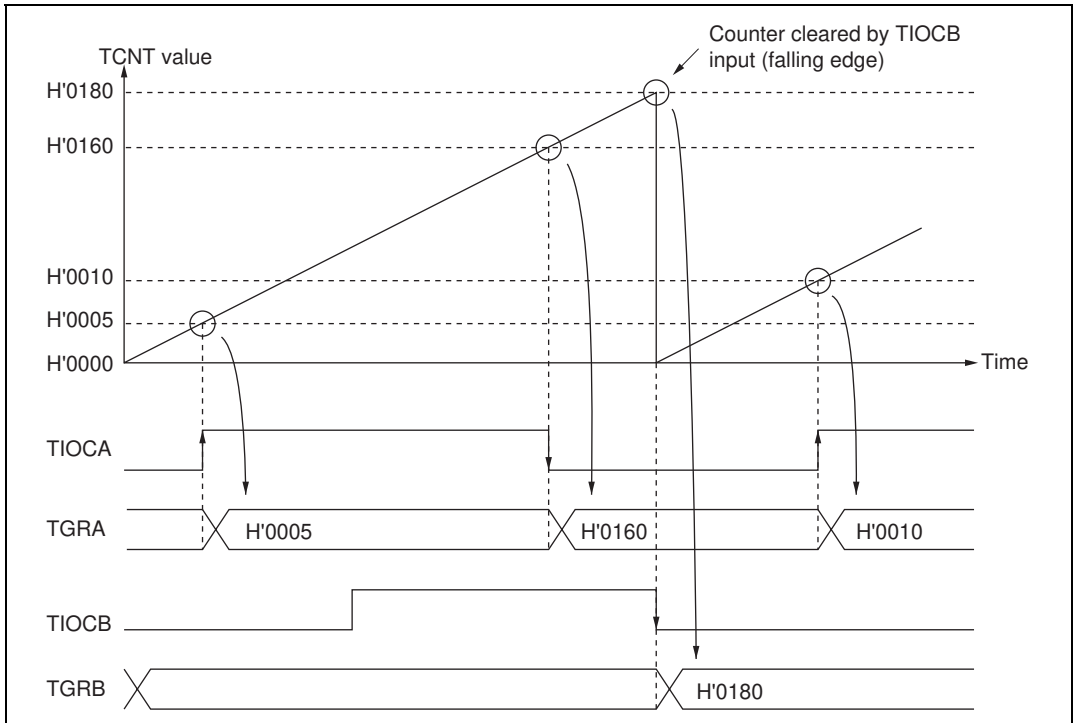 Counter cleared by TIOCB
input (falling edge)
TCNT value
H'0180
H'0160
H'0010
H'0005
H'0000
Time
TIOCA
TGRA
H'0005
H'0160
H'0010
TIOCB
TGRB
H'0180